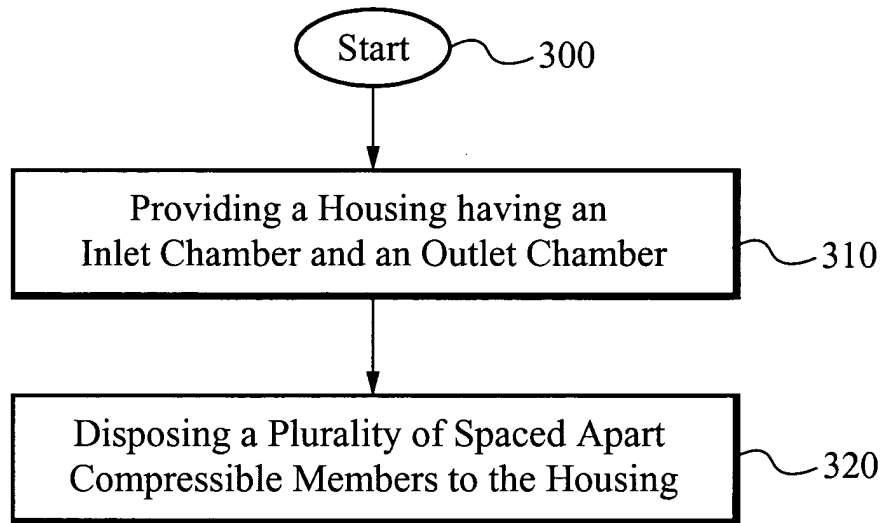 Start
300
Providing a Housing having an
Inlet Chamber and an Outlet Chamber
310
Disposing a Plurality of Spaced Apart
Compressible Members to the Housing
320